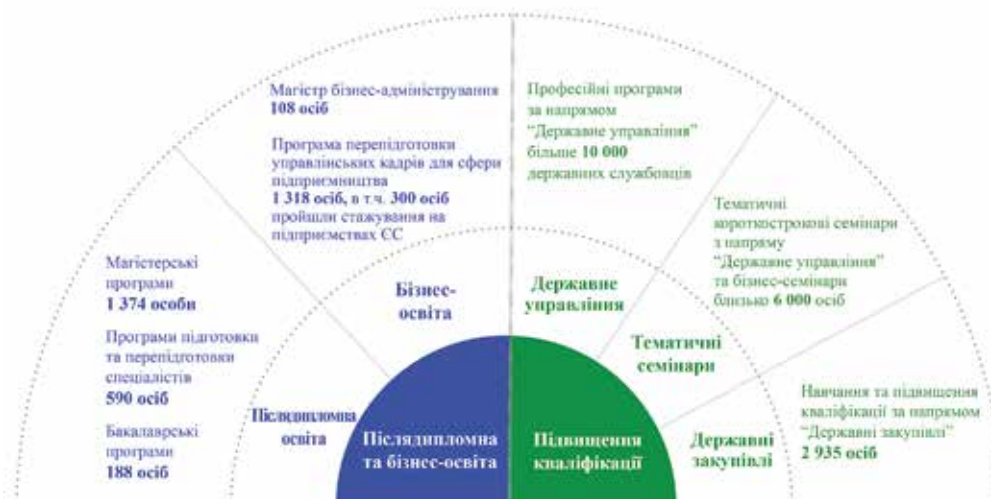 Магістр бізнес-адміністрування
108 осіб
Програма перепідготовки
управлінських кадрів для сфери
підприємництва
1 318 осіб, в т.ч. 300 осіб
пройшли стажування на
підприємствах ЄС
Професійні програми
за напрямом
“Державне управління”
більше 10 000
державних службовців
Тематичні
короткострокові семінари
з напряму
“Державне управління”
та бізнес-семінари
близько 6 000 осіб
Магістерські
програми
1 374 особи
Програми підготовки
та перепідготовки
спеціалістів
590 осіб
Бакалаврські
програми
188 осіб
Бізнес-
освіта
Державне
управління
Тематичні
семінари
Післядипломна
освіта
Післядипломна
та бізнес-освіта
Підвищення
кваліфікації
Державні
закупівлі
Навчання та підвищення
кваліфікації за напрямом
“Державні закупівлі”
2 935 осіб